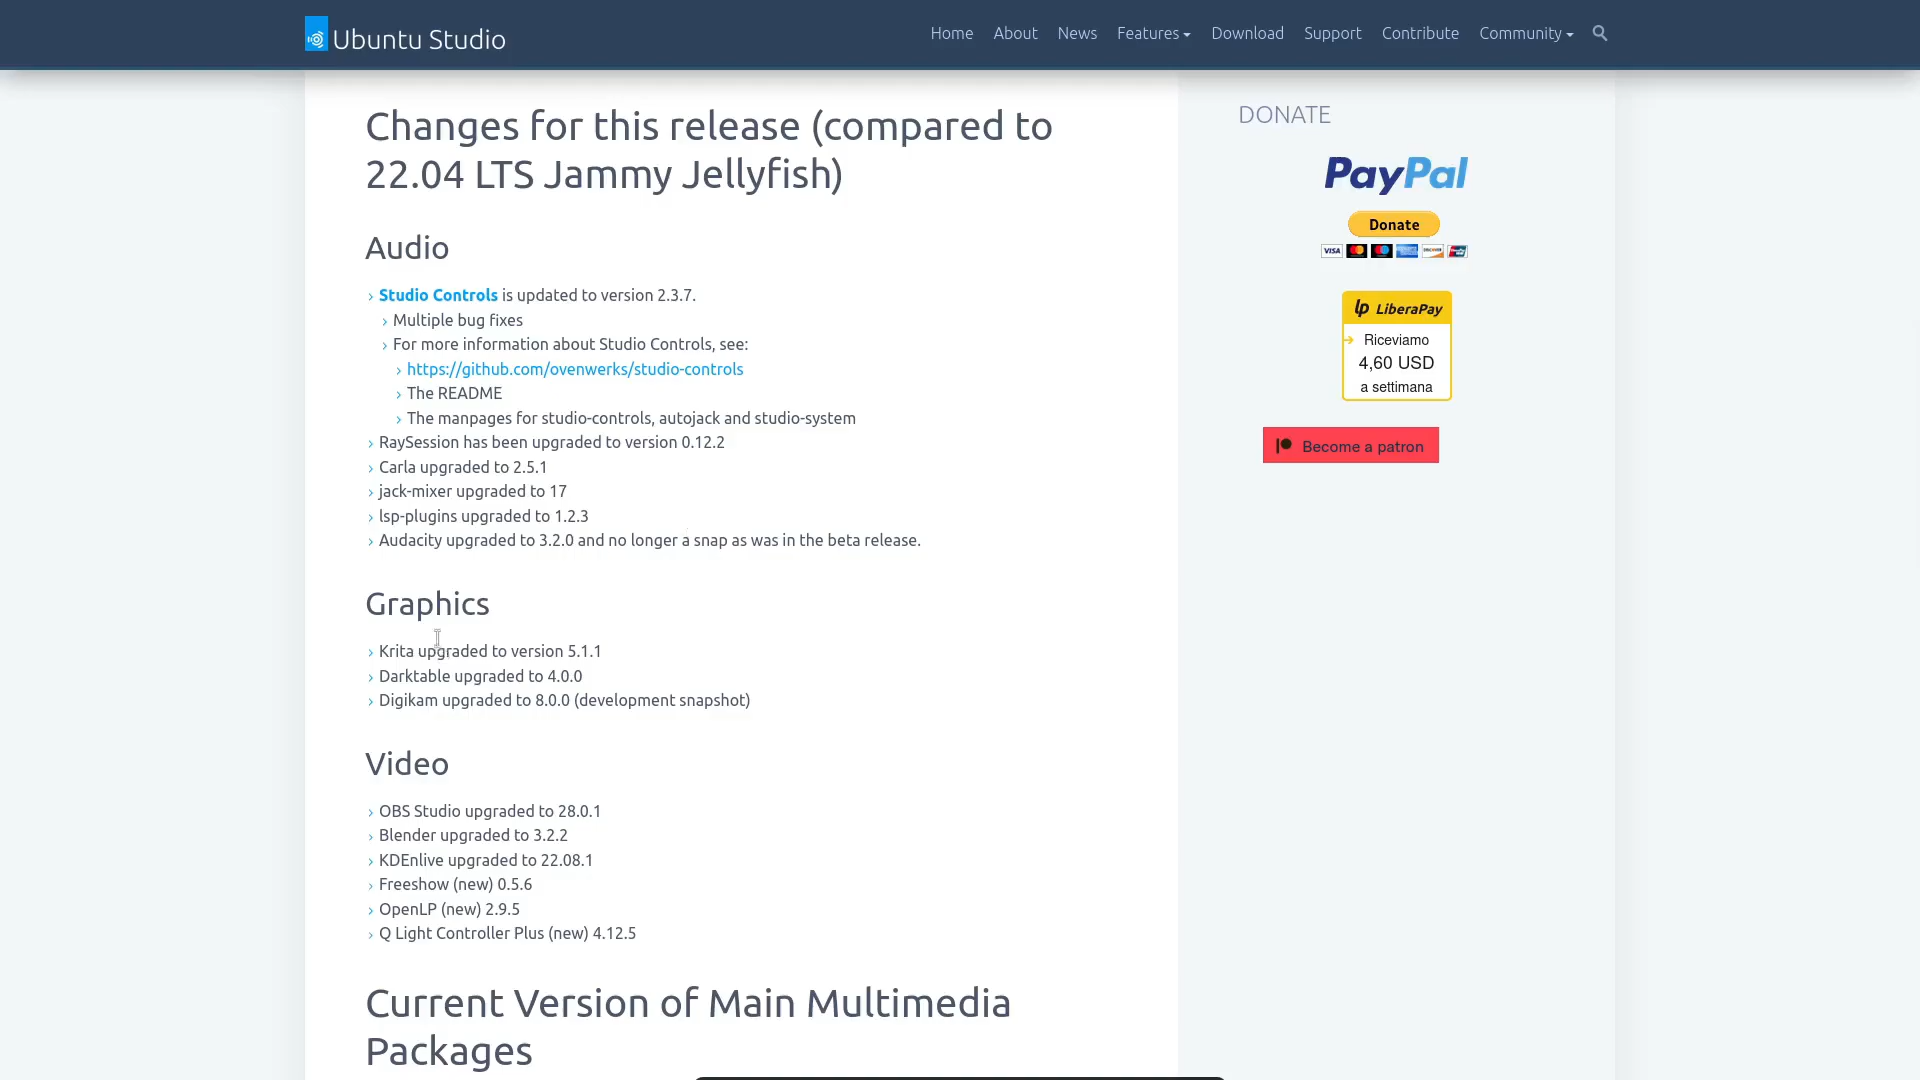 Ubuntu Studio
Home About News Features Download Support Contribute Community
Changes for this release (compared to
22.04 LTS Jammy Jellyfish)
Audio
Studio Controls is updated to version 2.3.7.
Multiple bug fixes
For more information about Studio Controls, see:
https://github.com/ovenwerks/studio-controls
The README
The manpages for studio-controls, autojack and studio-system
RaySession has been upgraded to version 0.12.2
Carla upgraded to 2.5.1
jack-mixer upgraded to 17
lsp-plugins upgraded to 1.2.3
Audacity upgraded to 3.2.0 and no longer a snap as was in the beta release.
Graphics
Krita upgraded to version 5.1.1
Darktable upgraded to 4.0.0
Digikam upgraded to 8.0.0 (development snapshot)
Video
OBS Studio upgraded to 28.0.1
Blender upgraded to 3.2.2
KDEnlive upgraded to 22.08.1
Freeshow (new) 0.5.6
OpenLP (new) 2.9.5
Q Light Controller Plus (new) 4.12.5
Current Version of Main Multimedia
Packages
DONATE
PayPal
Donate
VISA
lp LiberaPay
Riceviamo
4,60 USD
a settimana
Become a patron